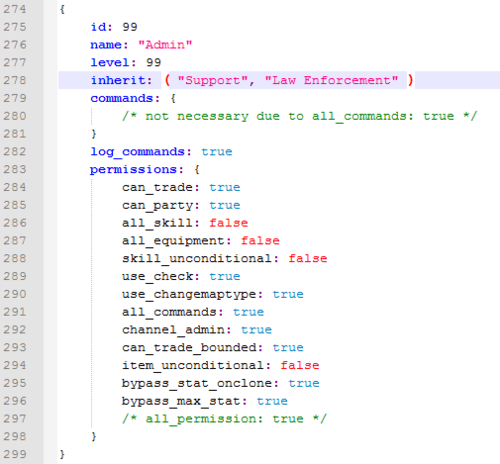 274 {
275     id: 99
276     name: "Admin"
277     level: 99
278     inherit: ( "Support", "Law Enforcement" )
279     commands: {
280         /* not necessary due to all_commands: true */
281     }
282     log_commands: true
283     permissions: {
284         can_trade: true
285         can_party: true
286         all_skill: false
287         all_equipment: false
288         skill_unconditional: false
289         use_check: true
290         use_changemaptype: true
291         all_commands: true
292         channel_admin: true
293         can_trade_bounded: true
294         item_unconditional: false
295         bypass_stat_onclone: true
296         bypass_max_stat: true
297         /* all_permission: true */
298     }
299 }